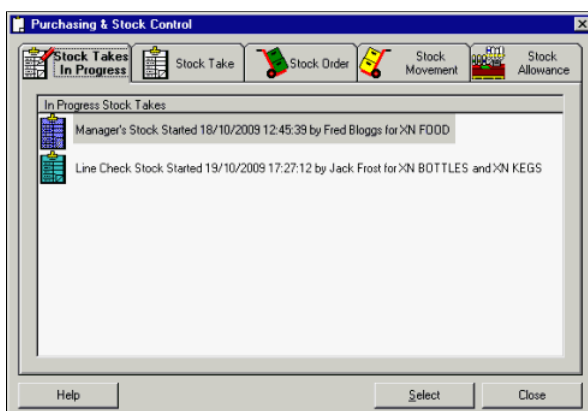 Purchasing & Stock Control
Stock Takes
In Progress
Stock Take
Stock Order
Stock
Movement
Stock
Allowance
In Progress Stock Takes
Manager's Stock Started 18/10/2009 12:45:39 by Fred Bloggs for XN FOOD
Line Check Stock Started 19/10/2009 17:27:12 by Jack Frost for XN BOTTLES and XN KEGS
Help
Select
Close